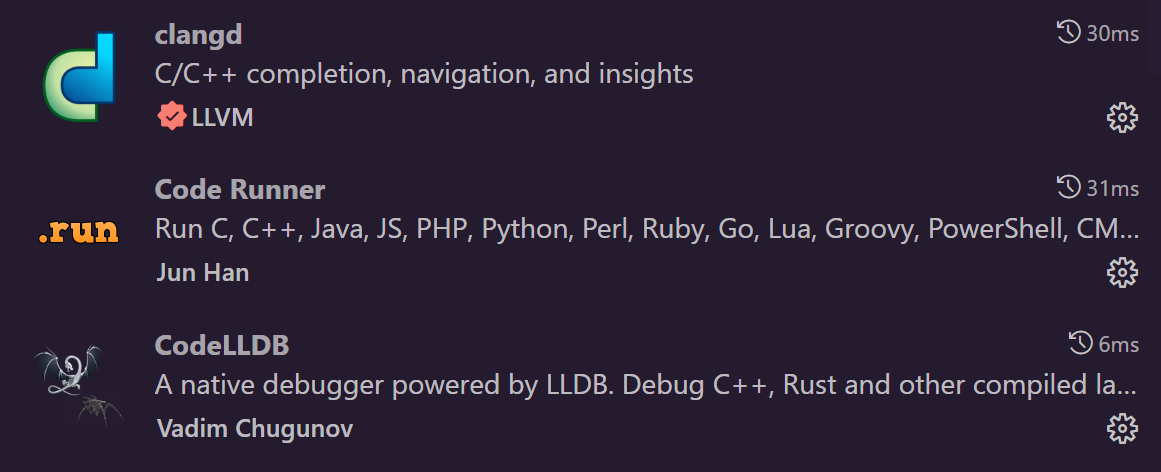 clangd 30ms
C/C++ completion, navigation, and insights
LLVM
Code Runner 31ms
.run
Run C, C++, Java, JS, PHP, Python, Perl, Ruby, Go, Lua, Groovy, PowerShell, CM...
Jun Han
CodeLLDB 6ms
A native debugger powered by LLDB. Debug C++, Rust and other compiled la...
Vadim Chugunov